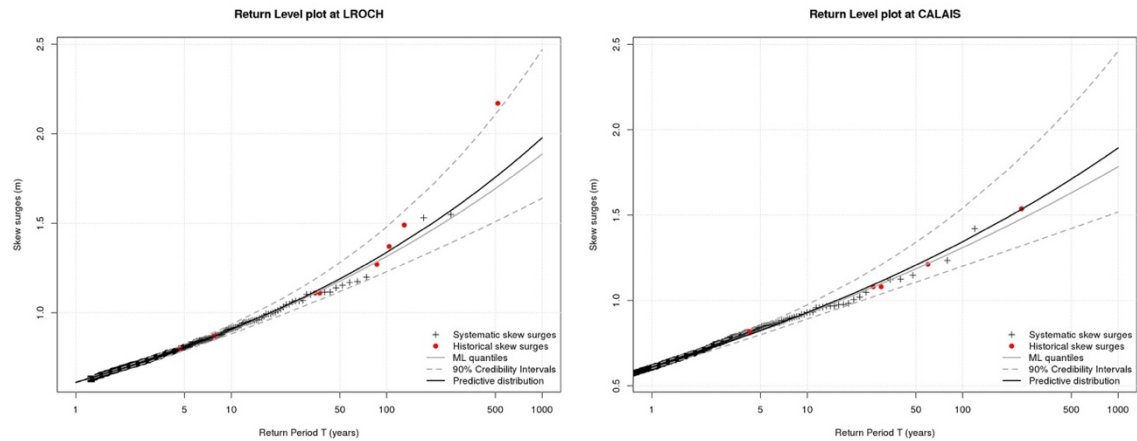 Return Level plot at LROCH
Skew surges (m)
2.5
2.0
1.5
1.0
Systematic skew surges
Historical skew surges
ML quantiles
90% Credibility Intervals
Predictive distribution
1 5 10 50 100 500 1000
Return Period T (years)
Return Level plot at CALAIS
Skew surges (m)
2.5
2.0
1.5
1.0
0.5
Systematic skew surges
Historical skew surges
ML quantiles
90% Credibility Intervals
Predictive distribution
1 5 10 50 100 500 1000
Return Period T (years)